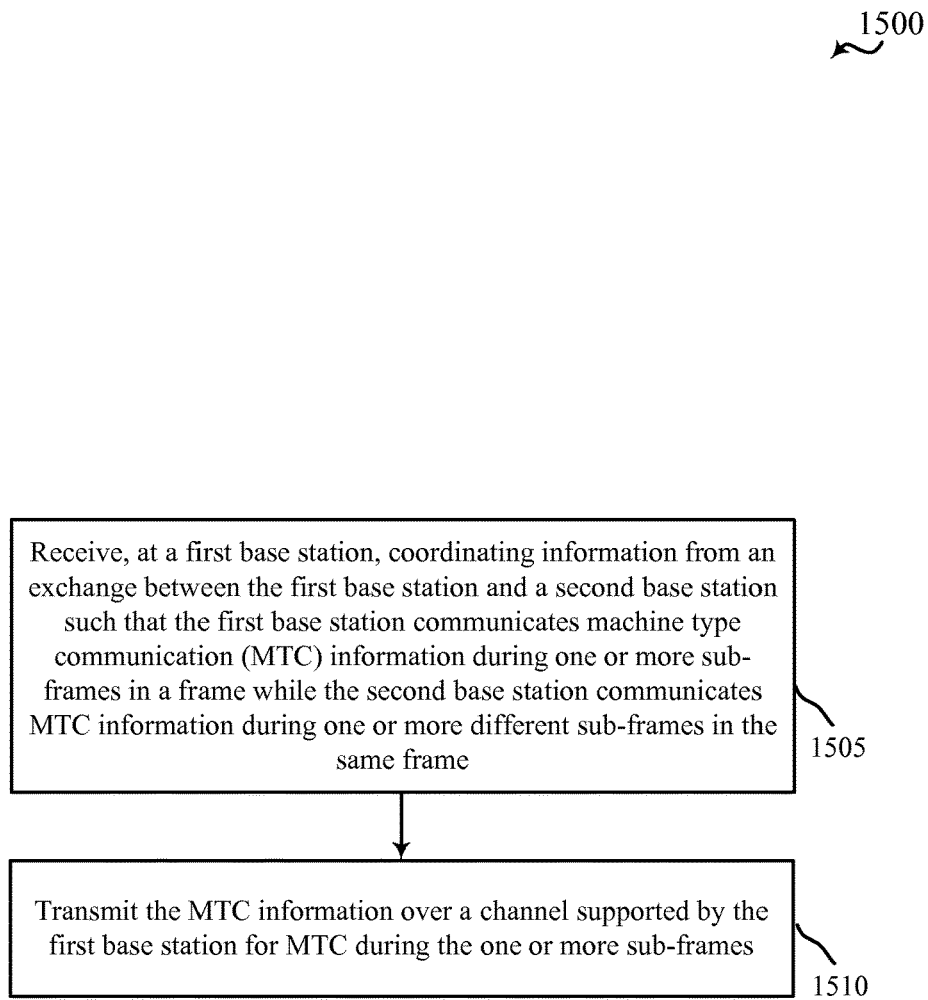 1500
Receive, at a first base station, coordinating information from an
exchange between the first base station and a second base station
such that the first base station communicates machine type
communication (MTC) information during one or more sub-
frames in a frame while the second base station communicates
MTC information during one or more different sub-frames in the
same frame
1505
Transmit the MTC information over a channel supported by the
first base station for MTC during the one or more sub-frames
1510